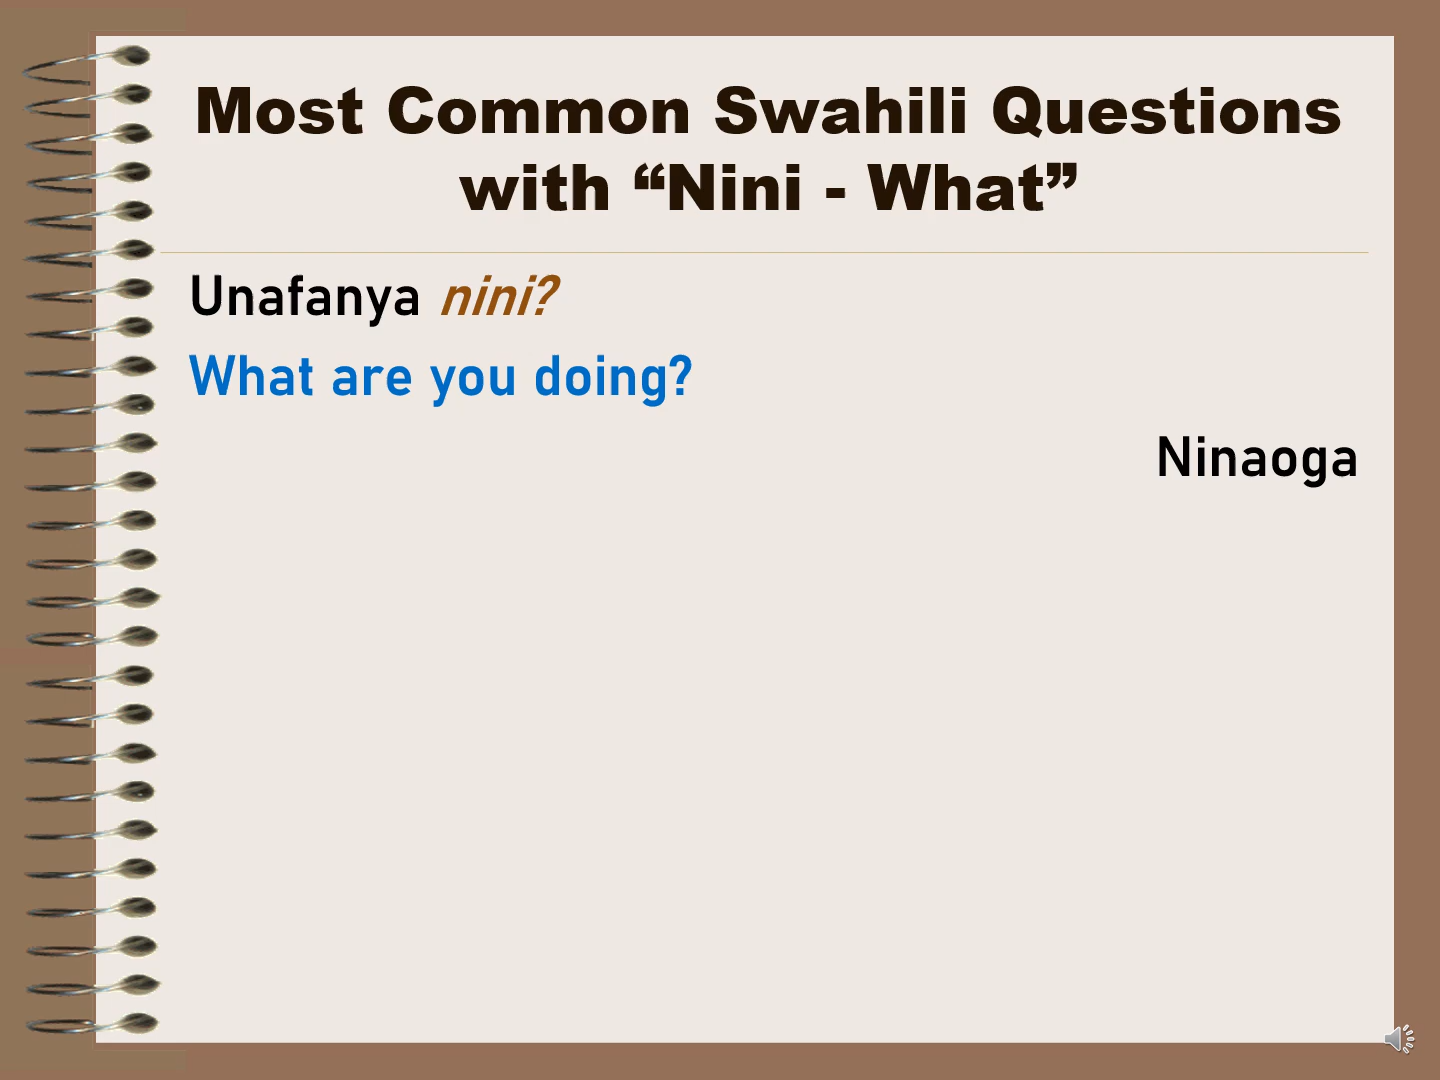 Most Common Swahili Questions
with “Nini - What”
Unafanya nini?
What are you doing?
Ninaoga